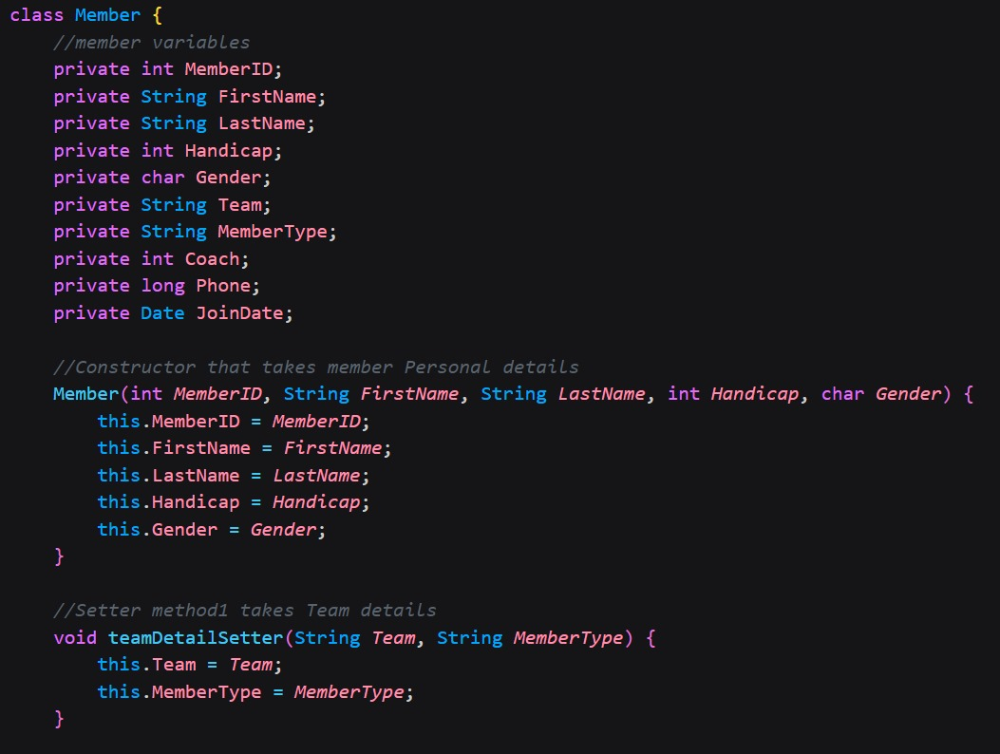 class Member {
    //member variables
    private int MemberID;
    private String FirstName;
    private String LastName;
    private int Handicap;
    private char Gender;
    private String Team;
    private String MemberType;
    private int Coach;
    private long Phone;
    private Date JoinDate;

    //Constructor that takes member Personal details
    Member(int MemberID, String FirstName, String LastName, int Handicap, char Gender) {
        this.MemberID = MemberID;
        this.FirstName = FirstName;
        this.LastName = LastName;
        this.Handicap = Handicap;
        this.Gender = Gender;
    }

    //Setter method1 takes Team details
    void teamDetailSetter(String Team, String MemberType) {
        this.Team = Team;
        this.MemberType = MemberType;
    }